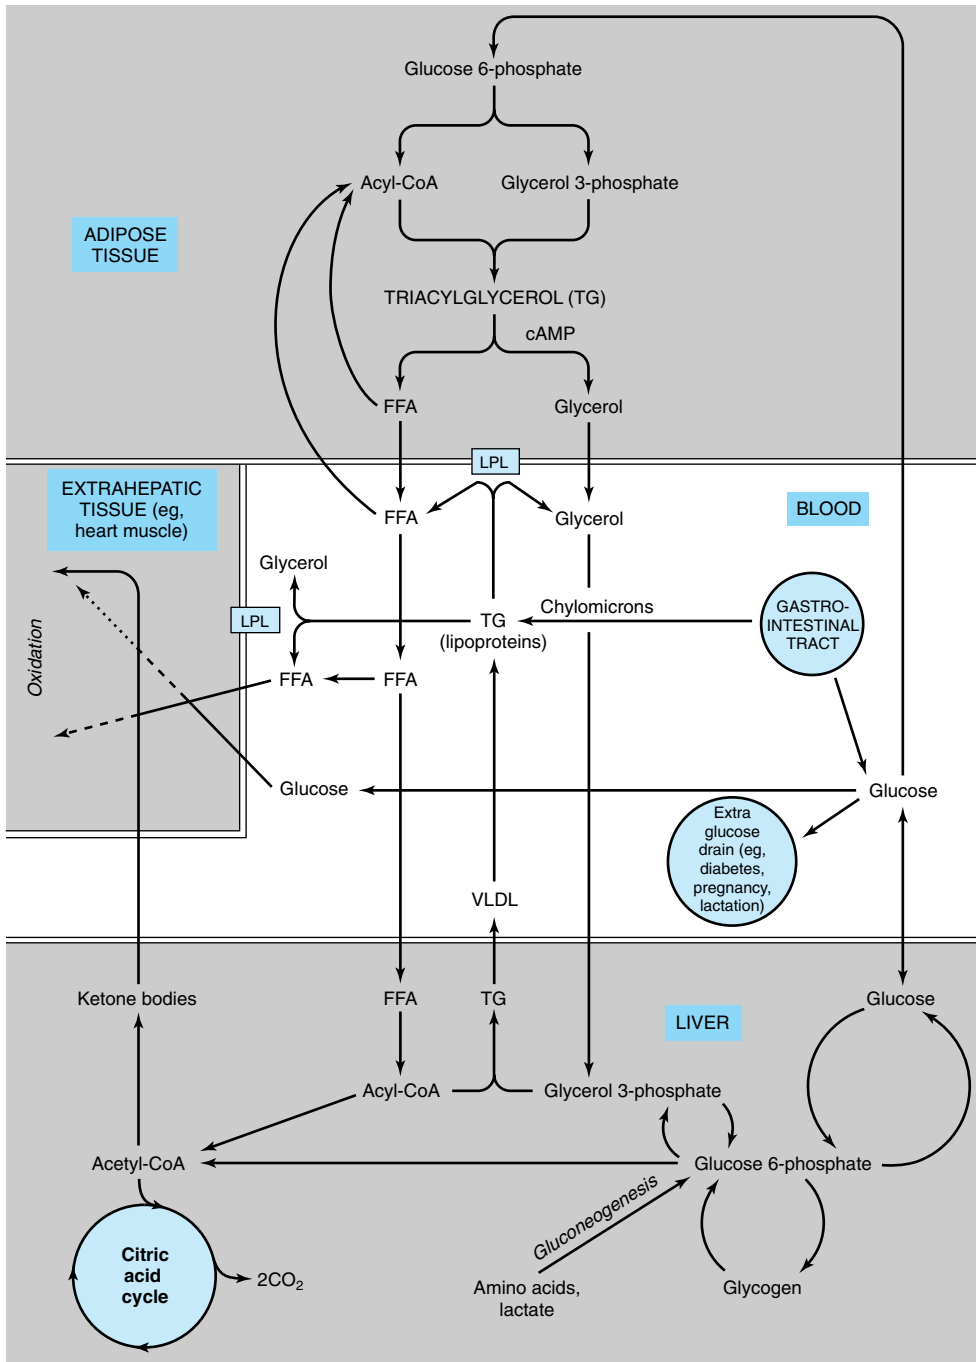 Glucose 6-phosphate
Acyl-CoA
Glycerol 3-phosphate
ADIPOSE
TISSUE
TRIACYLGLYCEROL (TG)
cAMP
FFA
Glycerol
LPL
EXTRAHEPATIC
TISSUE (eg,
heart muscle)
BLOOD
FFA
Glycerol
Glycerol
Chylomicrons
GASTRO-
INTESTINAL
TRACT
LPL
TG
(lipoproteins)
Oxidation
FFA
FFA
Glucose
Glucose
Extra
glucose
drain (eg,
diabetes,
pregnancy,
lactation)
VLDL
Ketone bodies
FFA
TG
Glucose
LIVER
Acyl-CoA
Glycerol 3-phosphate
Acetyl-CoA
Glucose 6-phosphate
Gluconeogenesis
Citric
acid
cycle
2CO₂
Amino acids,
lactate
Glycogen